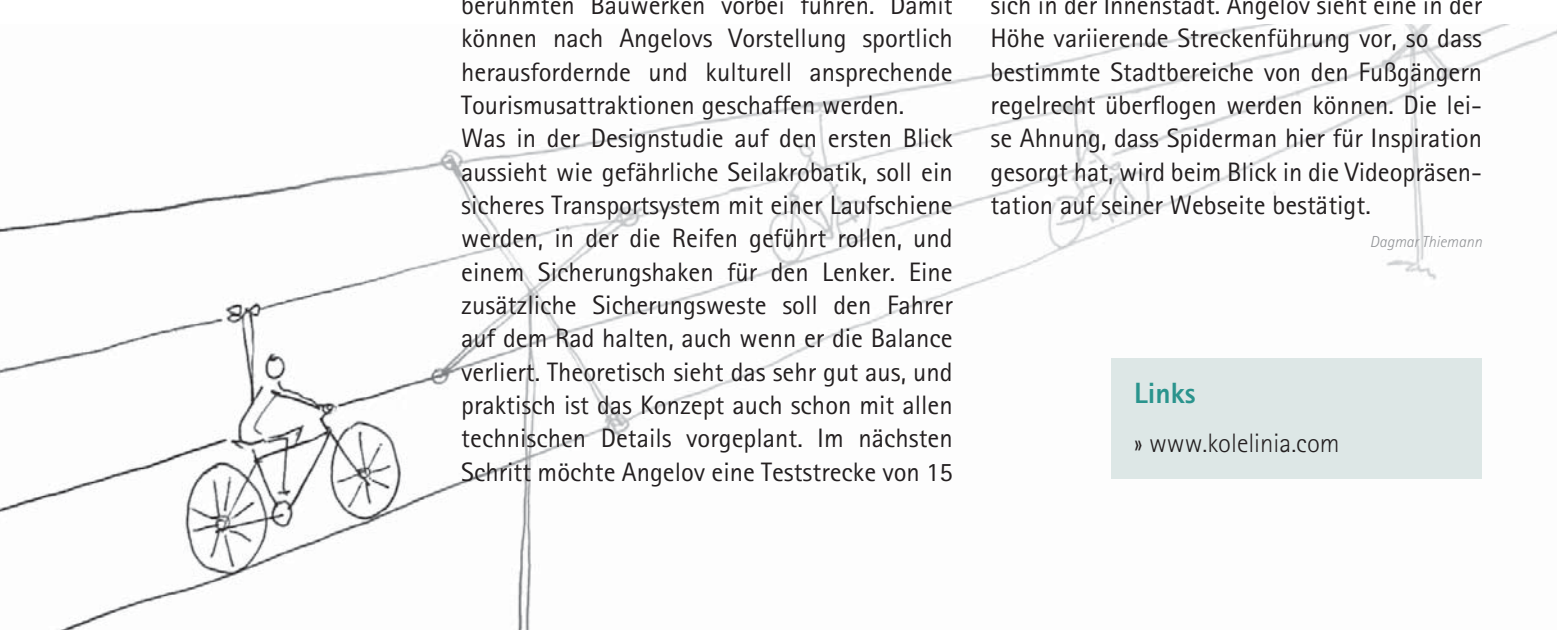 berühmten Bauwerken vorbei führen. Damit
können nach Angelovs Vorstellung sportlich
herausfordernde und kulturell ansprechende
Tourismusattraktionen geschaffen werden.
Was in der Designstudie auf den ersten Blick
aussieht wie gefährliche Seilakrobatik, soll ein
sicheres Transportsystem mit einer Laufschiene
werden, in der die Reifen geführt rollen, und
einem Sicherungshaken für den Lenker. Eine
zusätzliche Sicherungsweste soll den Fahrer
auf dem Rad halten, auch wenn er die Balance
verliert. Theoretisch sieht das sehr gut aus, und
praktisch ist das Konzept auch schon mit allen
technischen Details vorgeplant. Im nächsten
Schritt möchte Angelov eine Teststrecke von 15
sich in der Innenstadt. Angelov sieht eine in der
Höhe variierende Streckenführung vor, so dass
bestimmte Stadtbereiche von den Fußgängern
regelrecht überflogen werden können. Die lei-
se Ahnung, dass Spiderman hier für Inspiration
gesorgt hat, wird beim Blick in die Videopräsen-
tation auf seiner Webseite bestätigt.
Dagmar Thiemann
Links
» www.kolelinia.com